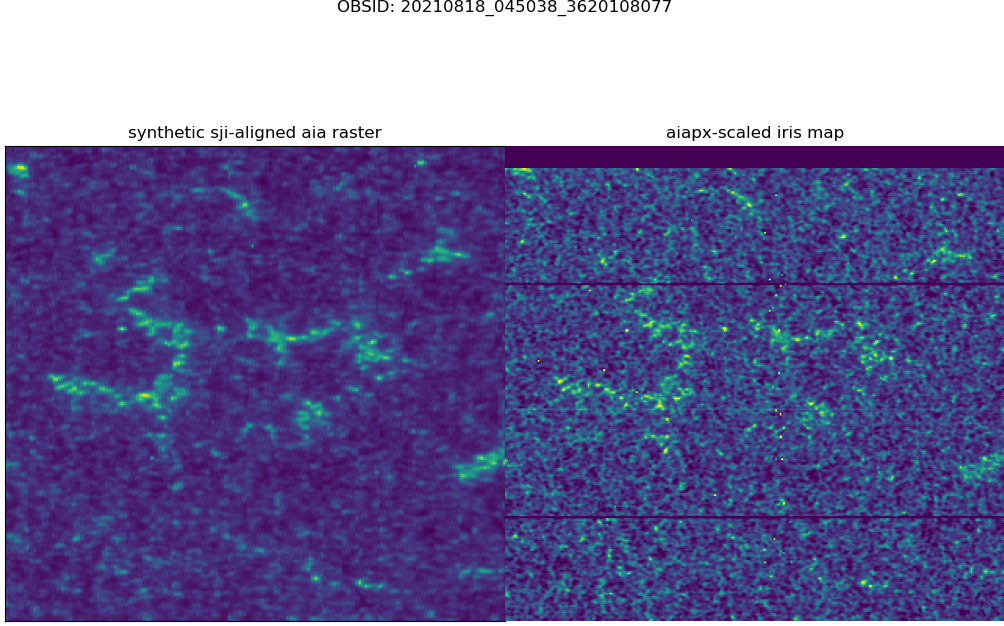 OBSID: 20210818_045038_3620108077
synthetic sji-aligned aia raster
aiapx-scaled iris map